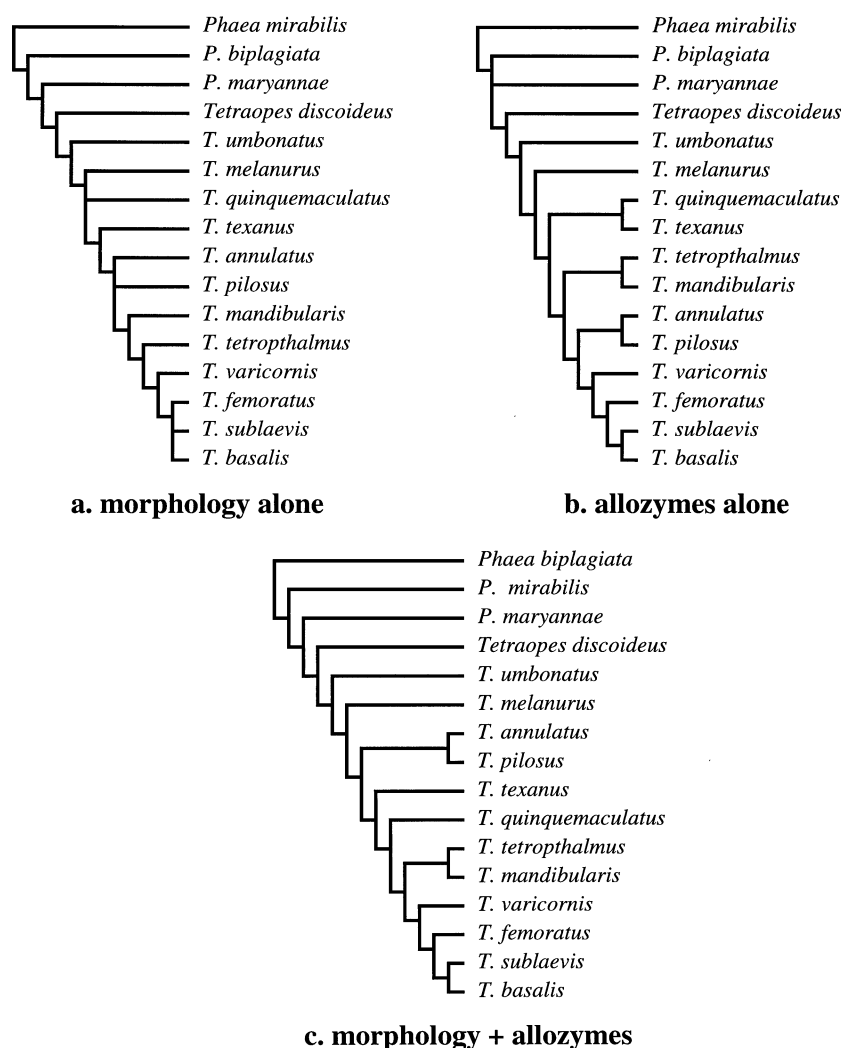 Phaea mirabilis
P. biplagiata
P. maryannae
Tetraopes discoideus
T. umbonatus
T. melanurus
T. quinquemaculatus
T. texanus
T. annulatus
T. pilosus
T. mandibularis
T. tetropthalmus
T. varicornis
T. femoratus
T. sublaevis
T. basalis
a. morphology alone
Phaea mirabilis
P. biplagiata
P. maryannae
Tetraopes discoideus
T. umbonatus
T. melanurus
T. quinquemaculatus
T. texanus
T. tetropthalmus
T. mandibularis
T. annulatus
T. pilosus
T. varicornis
T. femoratus
T. sublaevis
T. basalis
b. allozymes alone
Phaea biplagiata
P. mirabilis
P. maryannae
Tetraopes discoideus
T. umbonatus
T. melanurus
T. annulatus
T. pilosus
T. texanus
T. quinquemaculatus
T. tetropthalmus
T. mandibularis
T. varicornis
T. femoratus
T. sublaevis
T. basalis
c. morphology + allozymes